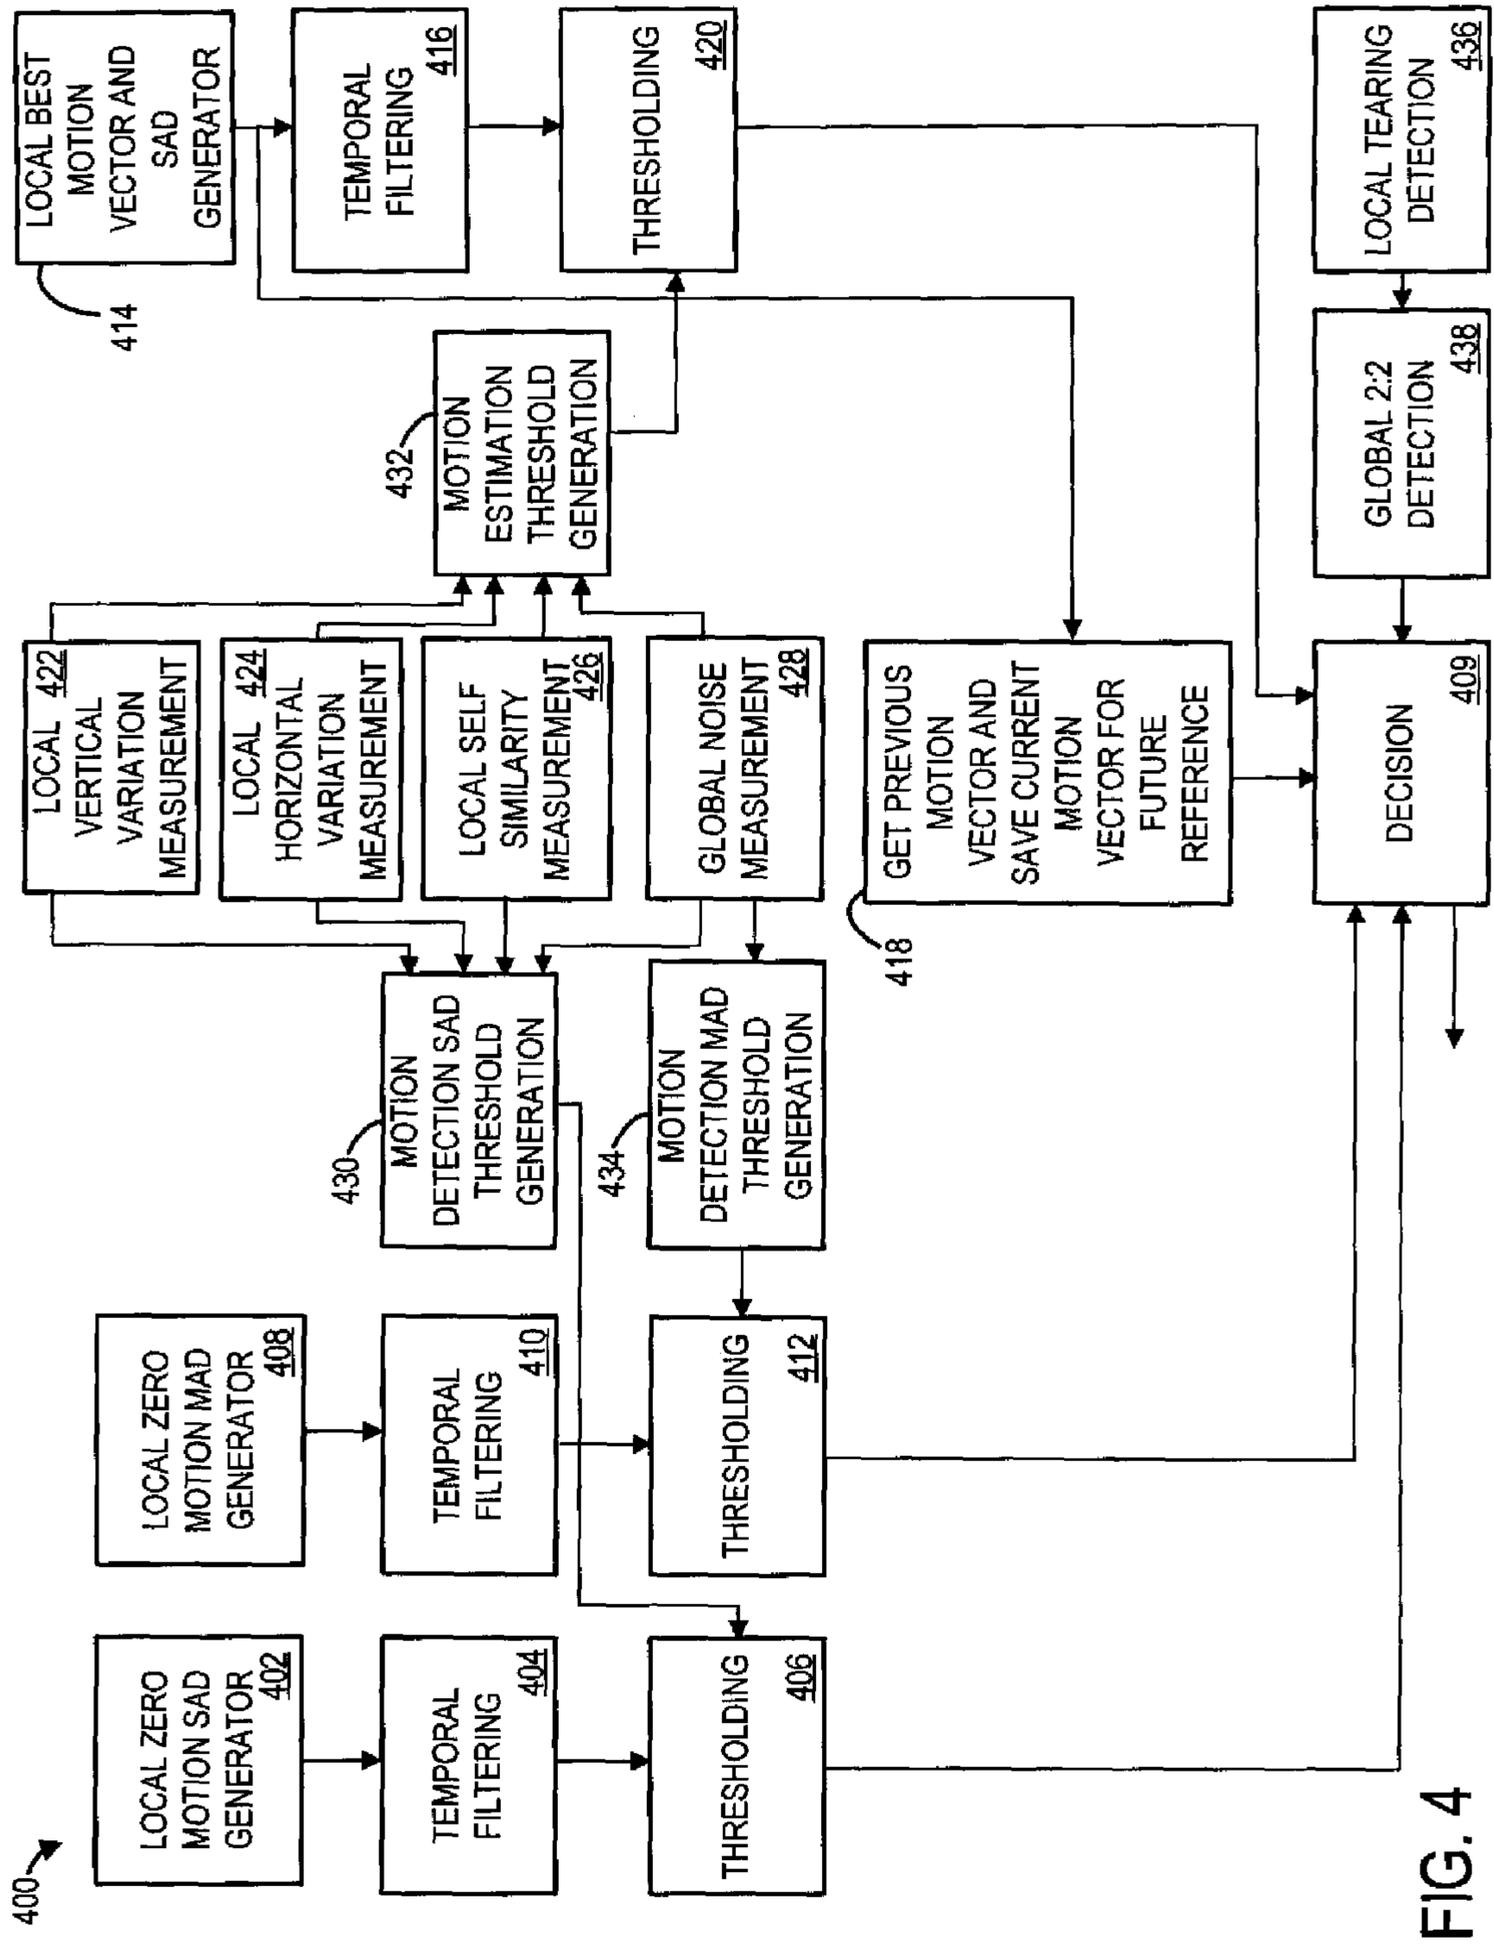 400
LOCAL ZERO
MOTION SAD
GENERATOR
402
TEMPORAL
FILTERING
404
THRESHOLDING
406
LOCAL ZERO
MOTION MAD
GENERATOR
408
TEMPORAL
FILTERING
410
THRESHOLDING
412
430
MOTION
DETECTION SAD
THRESHOLD
GENERATION
434
MOTION
DETECTION MAD
THRESHOLD
GENERATION
LOCAL 422
VERTICAL
VARIATION
MEASUREMENT
LOCAL 424
HORIZONTAL
VARIATION
MEASUREMENT
LOCAL SELF
SIMILARITY
MEASUREMENT
426
GLOBAL NOISE
MEASUREMENT
428
418
GET PREVIOUS
MOTION
VECTOR AND
SAVE CURRENT
MOTION
VECTOR FOR
FUTURE
REFERENCE
DECISION
409
432
MOTION
ESTIMATION
THRESHOLD
GENERATION
414
LOCAL BEST
MOTION
VECTOR AND
SAD
GENERATOR
TEMPORAL
FILTERING
416
THRESHOLDING
420
GLOBAL 2:2
DETECTION
438
LOCAL TEARING
DETECTION
436
FIG. 4